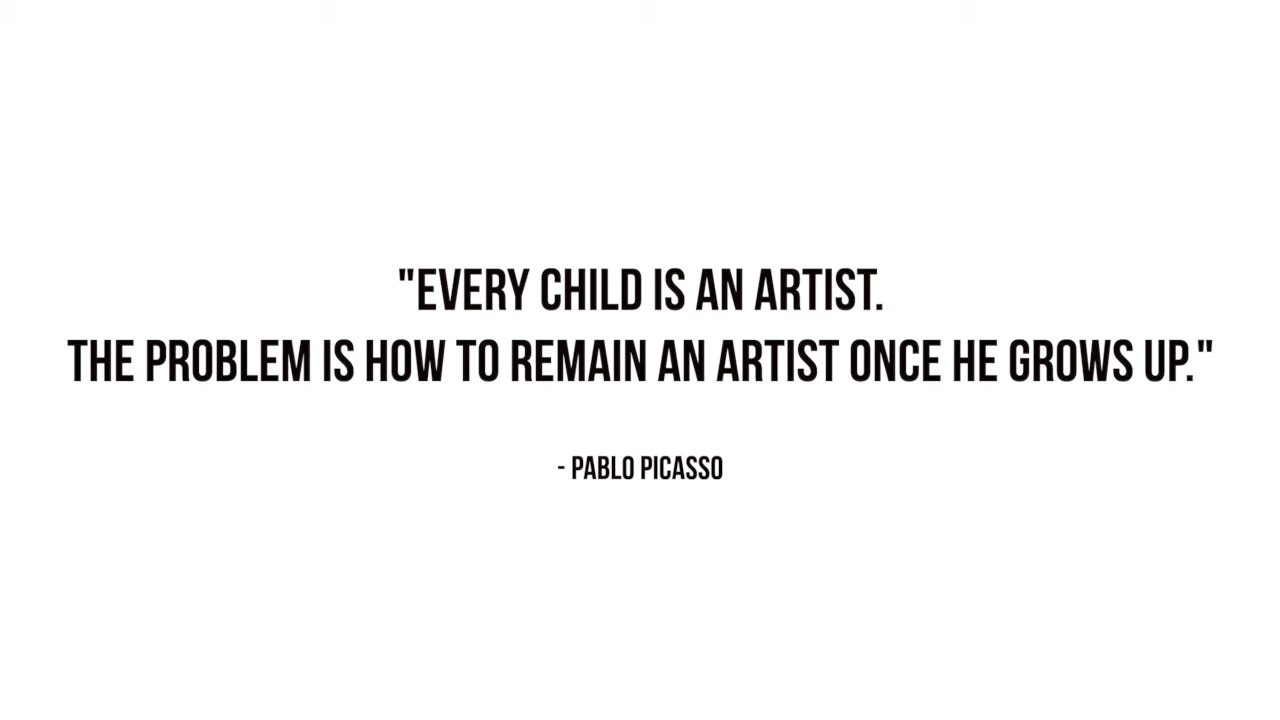 "EVERY CHILD IS AN ARTIST.
THE PROBLEM IS HOW TO REMAIN AN ARTIST ONCE HE GROWS UP."
- PABLO PICASSO